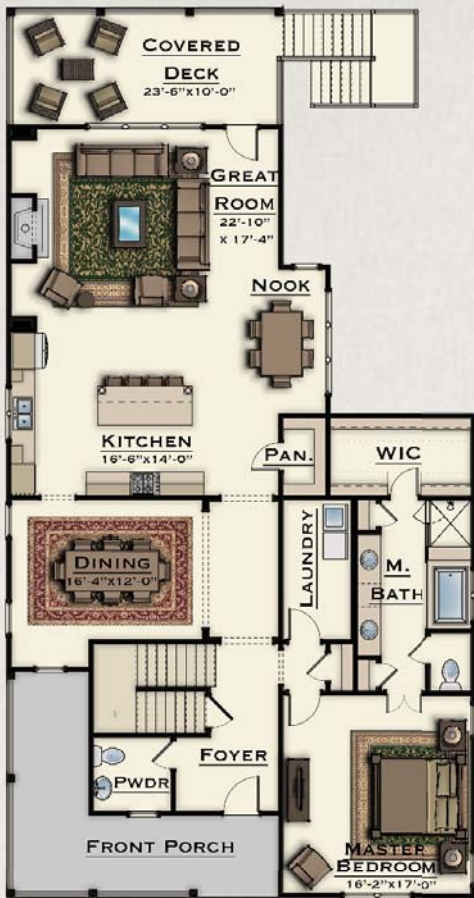 COVERED
DECK
23'-6"x10'-0"
GREAT
ROOM
22'-10"
x 17'-4"
NOOK
KITCHEN
16'-6"x14'-0"
PAN.
WIC
DINING
16'-4"x12'-0"
LAUNDRY
M.
BATH
FOYER
PWDR
FRONT PORCH
MASTER
BEDROOM
16'-2"x17'-0"